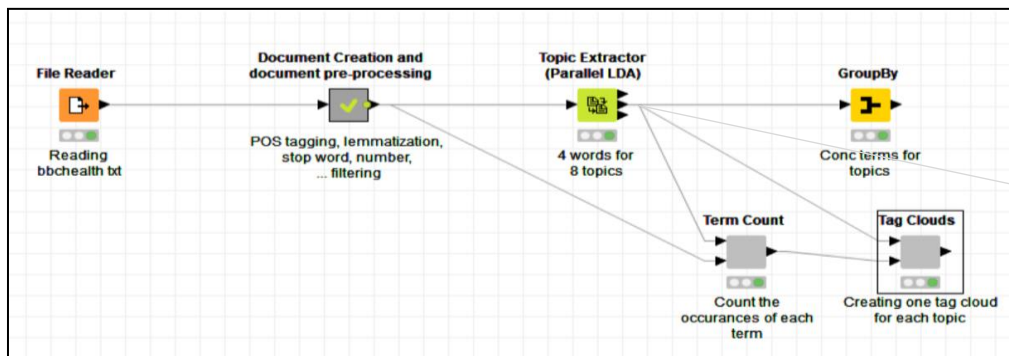 File Reader
Reading
bbchealth txt
Document Creation and
document pre-processing
POS tagging, lemmatization,
stop word, number,
... filtering
Topic Extractor
(Parallel LDA)
4 words for
8 topics
GroupBy
Conc terms for
topics
Term Count
Count the
occurances of each
term
Tag Clouds
Creating one tag cloud
for each topic